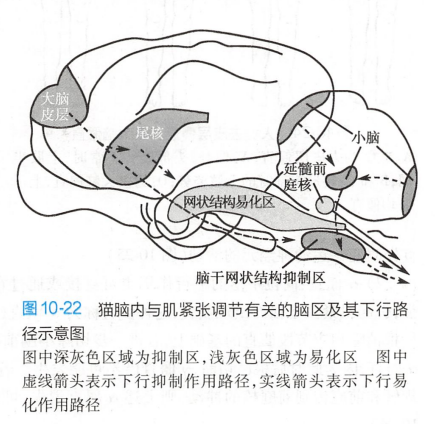 大脑
皮层
尾核
小脑
延髓前
庭核
网状结构易化区
脑干网状结构抑制区
图10-22 猫脑内与肌紧张调节有关的脑区及其下行路
径示意图
图中深灰色区域为抑制区,浅灰色区域为易化区 图中
虚线箭头表示下行抑制作用路径,实线箭头表示下行易
化作用路径